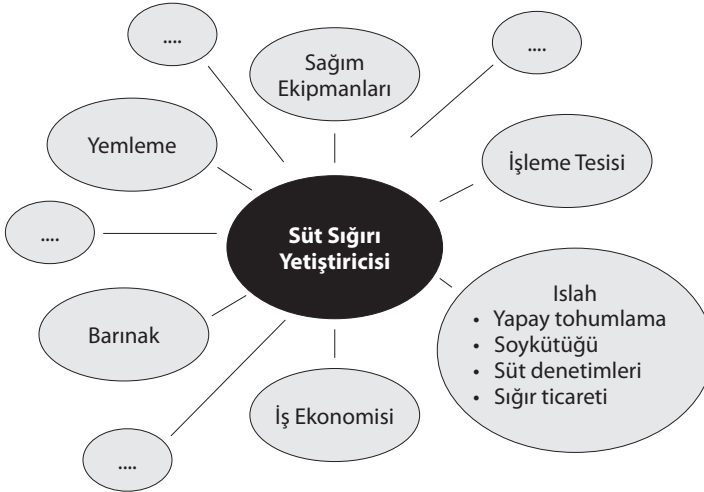 ....
....
Sağım
Ekipmanları
Yemleme
İşleme Tesisi
....
Süt Sığırı
Yetiştiricisi
Islah
• Yapay tohumlama
• Soykütüğü
• Süt denetimleri
• Sığır ticareti
Barınak
İş Ekonomisi
....